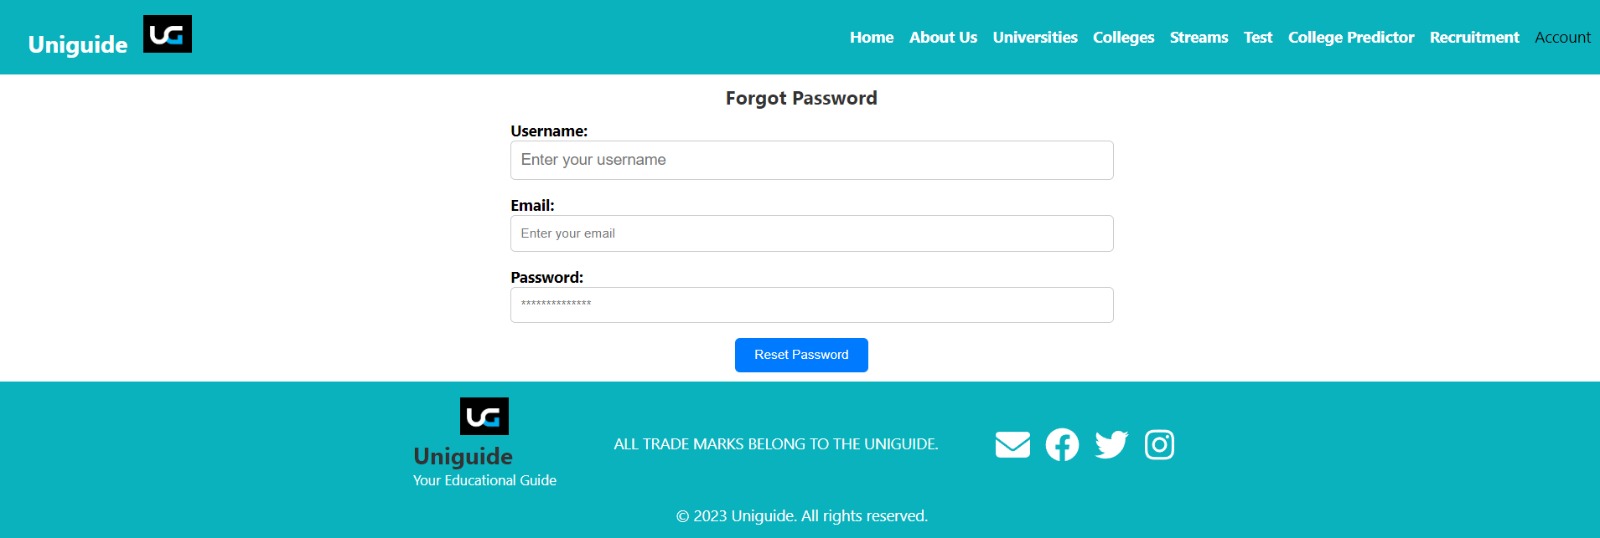 Uniguide UG Home About Us Universities Colleges Streams Test College Predictor Recruitment Account
Forgot Password
Username:
Enter your username
Email:
Enter your email
Password:
**************
Reset Password
UG
Uniguide
Your Educational Guide
ALL TRADE MARKS BELONG TO THE UNIGUIDE.
© 2023 Uniguide. All rights reserved.